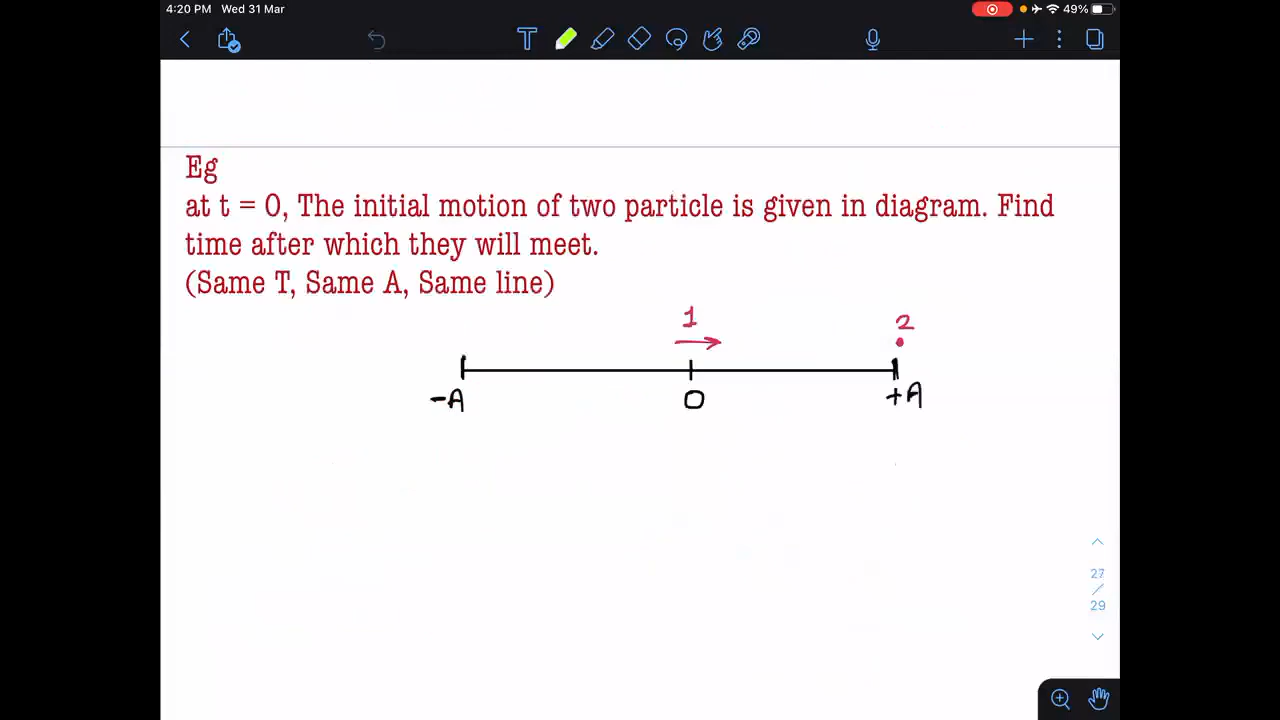 4:20 PM Wed 31 Mar
49%
T
Eg
at t = 0, The initial motion of two particle is given in diagram. Find
time after which they will meet.
(Same T, Same A, Same line)
1
2
-A
O
+A
27
/
29